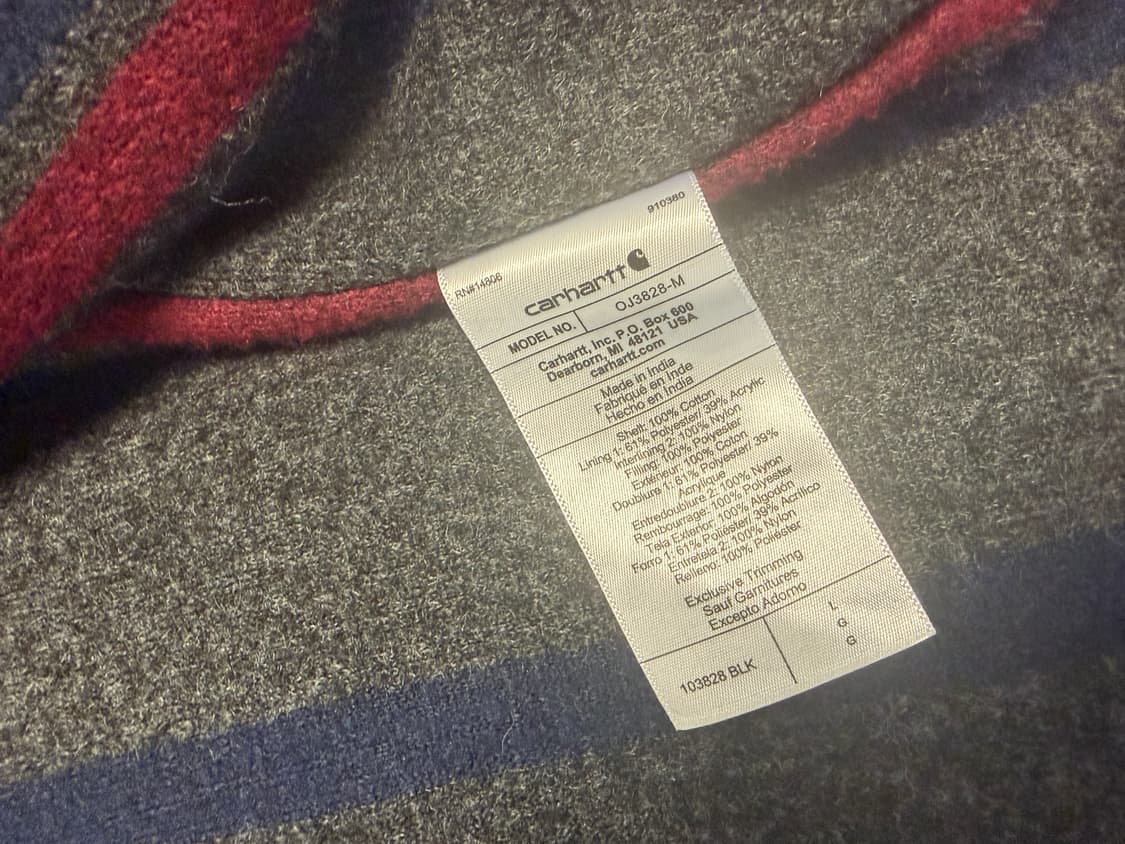 910380
RN#14806
carhartt
MODEL NO. OJ3828-M
Carhartt, Inc. P.O. Box 600
Dearborn, MI 48121 USA
carhartt.com
Made in India
Fabriqué en Inde
Hecho en India
Shell: 100% Cotton
Lining 1: 61% Polyester/ 39% Acrylic
Interlining 2: 100% Nylon
Filling: 100% Polyester
Extérieur: 100% Coton
Doublure 1: 61% Polyester/ 39%
Acrylique
Entredoublure 2: 100% Nylon
Rembourrage: 100% Polyester
Tela Exterior: 100% Algodón
Forro 1: 61% Poliéster/ 39% Acrílico
Entretela 2: 100% Nylon
Relleno: 100% Poliéster
Exclusive Trimming
Sauf Garnitures
Excepto Adorno
103828 BLK
L
G
G